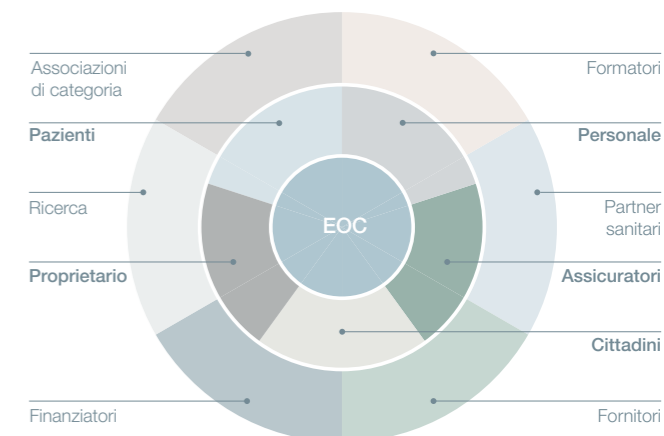 Associazioni
di categoria
Formatori
Pazienti
Personale
Ricerca
Partner
sanitari
EOC
Proprietario
Assicuratori
Cittadini
Finanziatori
Fornitori